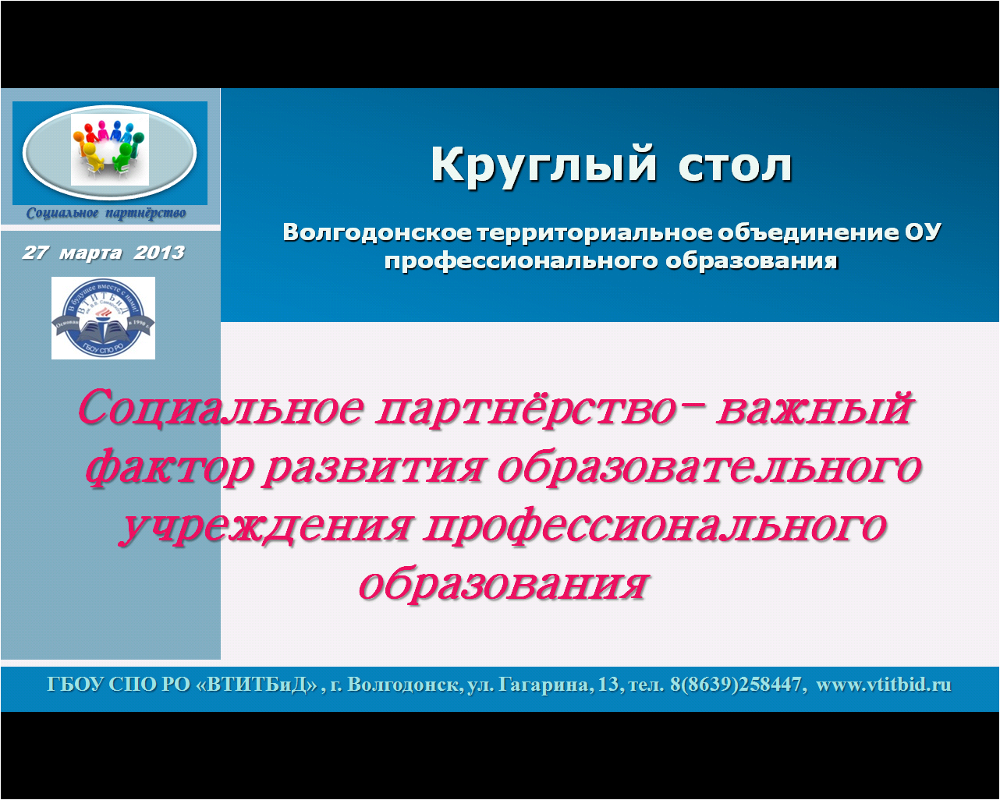 Круглый стол
Волгодонское территориальное объединение ОУ
профессионального образования
Социальное партнёрство
27 марта 2013
В будущее вместе с нами!
ВТИТБиД
Основан в 1990 г.
ГБОУ СПО РО
Социальное партнёрство– важный
фактор развития образовательного
учреждения профессионального
образования
ГБОУ СПО РО «ВТИТБиД» , г. Волгодонск, ул. Гагарина, 13, тел. 8(8639)258447, www.vtitbid.ru